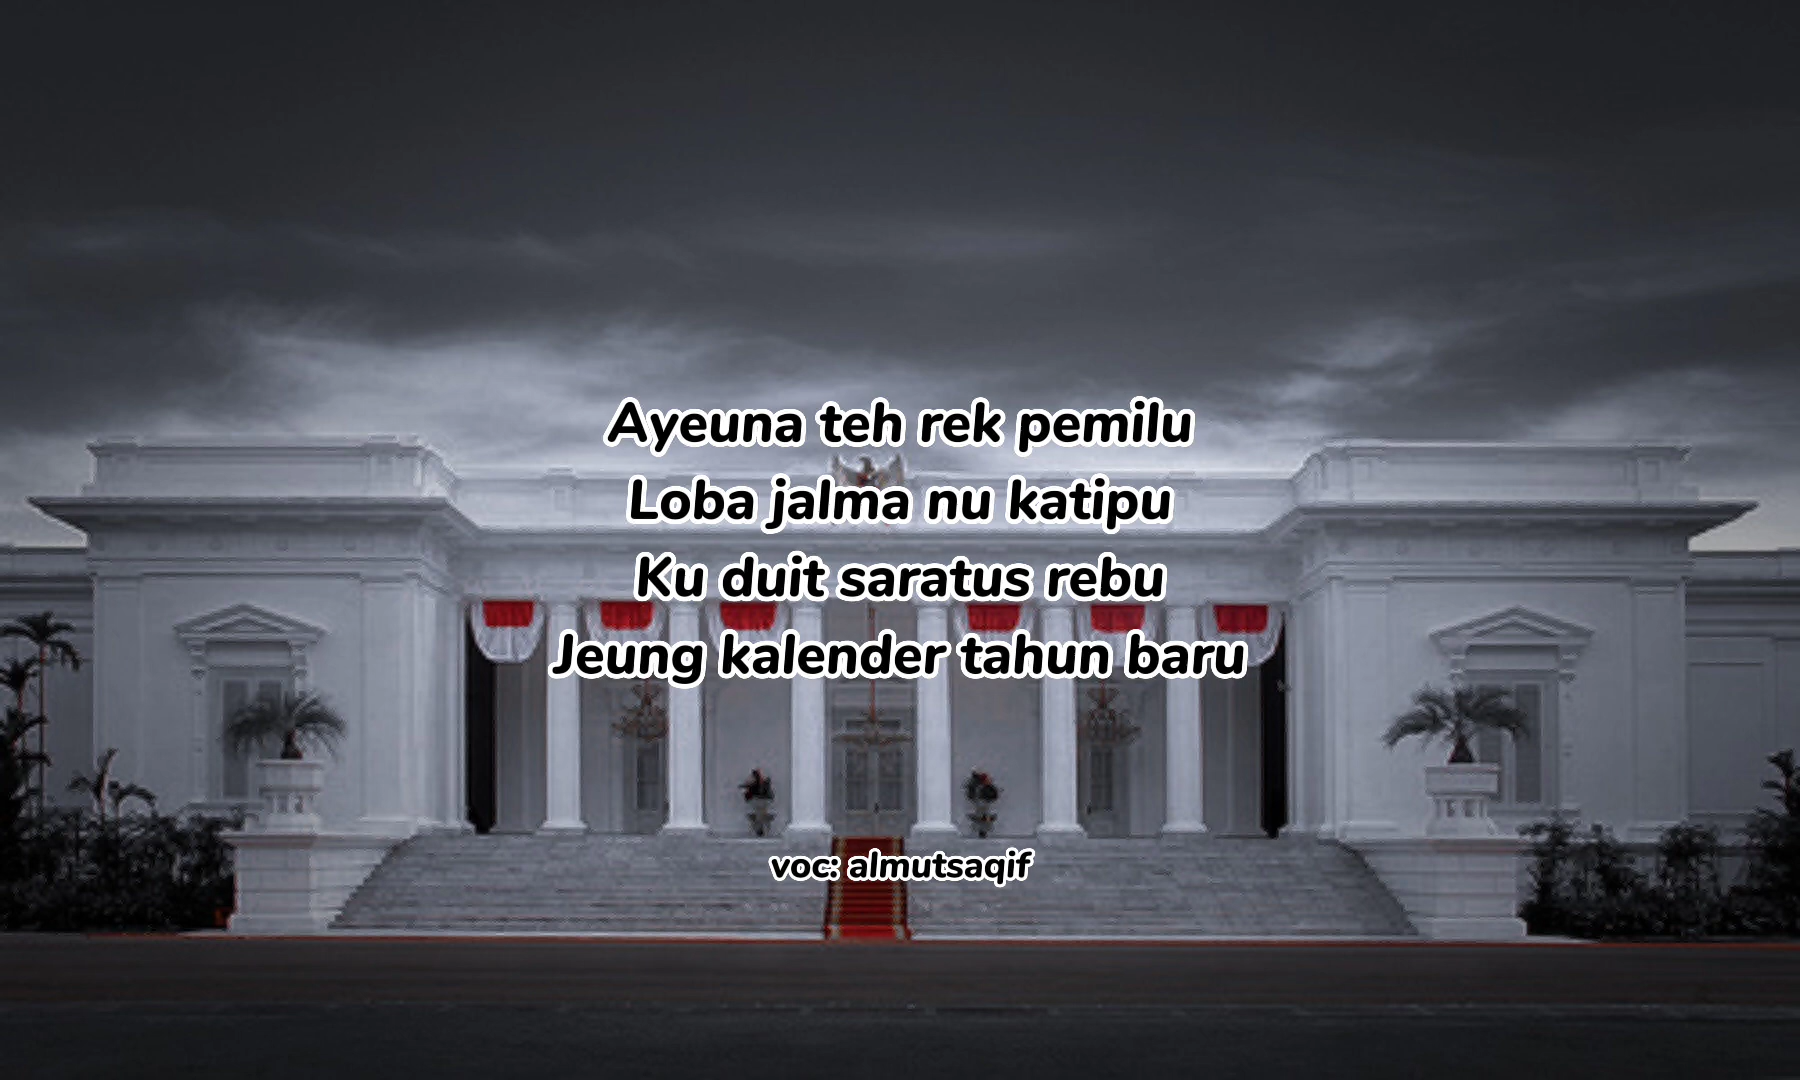 Ayeuna teh rek pemilu
Loba jalma nu katipu
Ku duit saratus rebu
Jeung kalender tahun baru
voc: almutsaqif